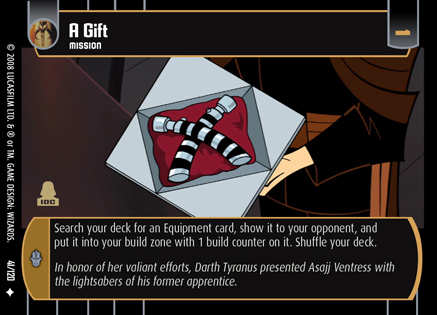 A Gift
MISSION
1
© 2008 LUCASFILM LTD. & ® or TM. GAME DESIGN: WIZARDS.
IDC
Search your deck for an Equipment card, show it to your opponent, and
put it into your build zone with 1 build counter on it. Shuffle your deck.
In honor of her valiant efforts, Darth Tyranus presented Asajj Ventress with
the lightsabers of his former apprentice.
41/120